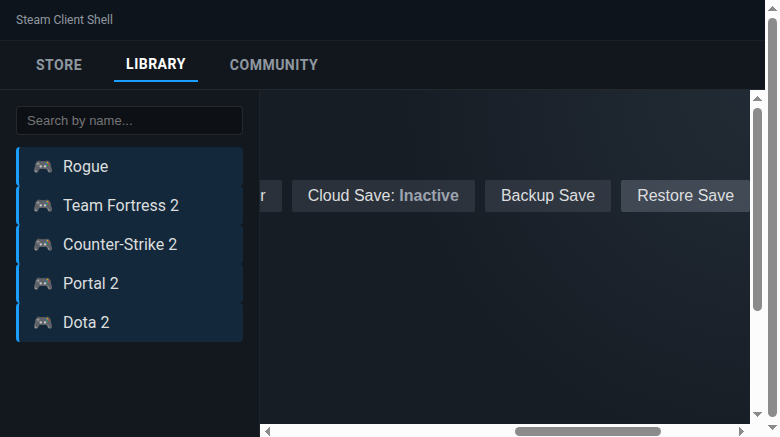 Steam Client Shell
STORE LIBRARY COMMUNITY
Search by name...
Rogue
Team Fortress 2
Counter-Strike 2
Portal 2
Dota 2
r Cloud Save: Inactive Backup Save Restore Save